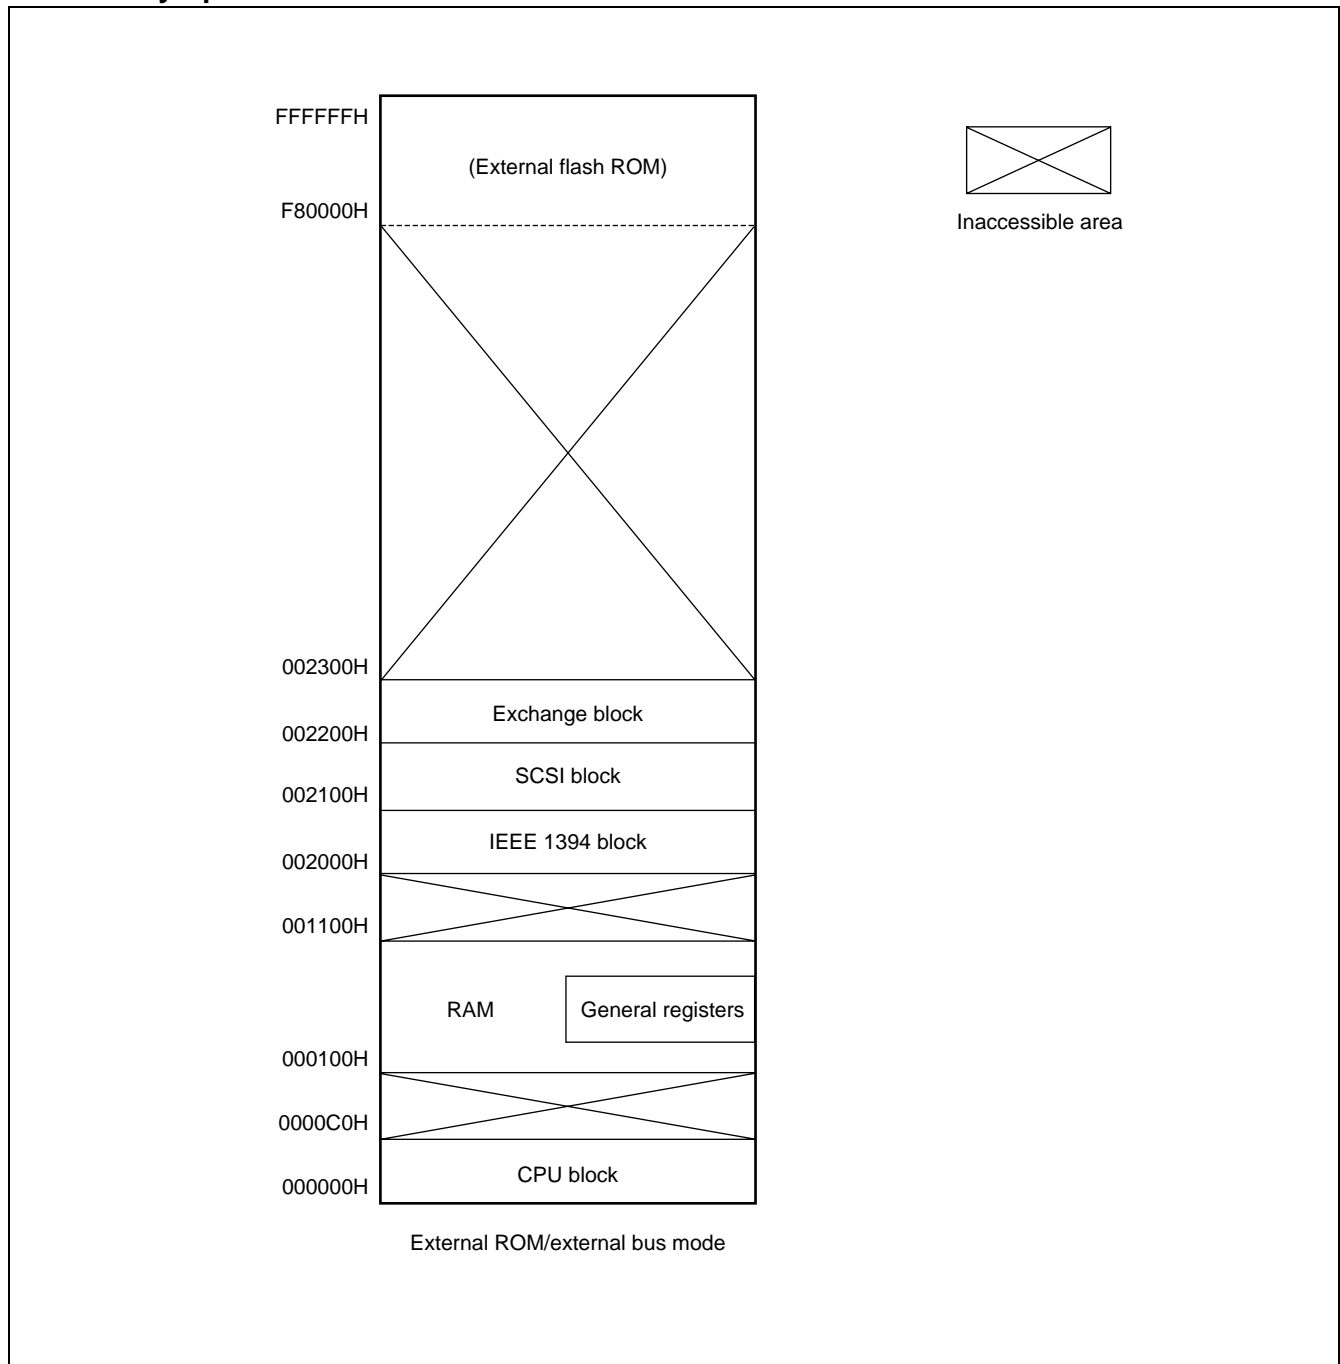 FFFFFFH
(External flash ROM)
F80000H
Inaccessible area
002300H
Exchange block
002200H
SCSI block
002100H
IEEE 1394 block
002000H
001100H
RAM
General registers
000100H
0000C0H
CPU block
000000H
External ROM/external bus mode